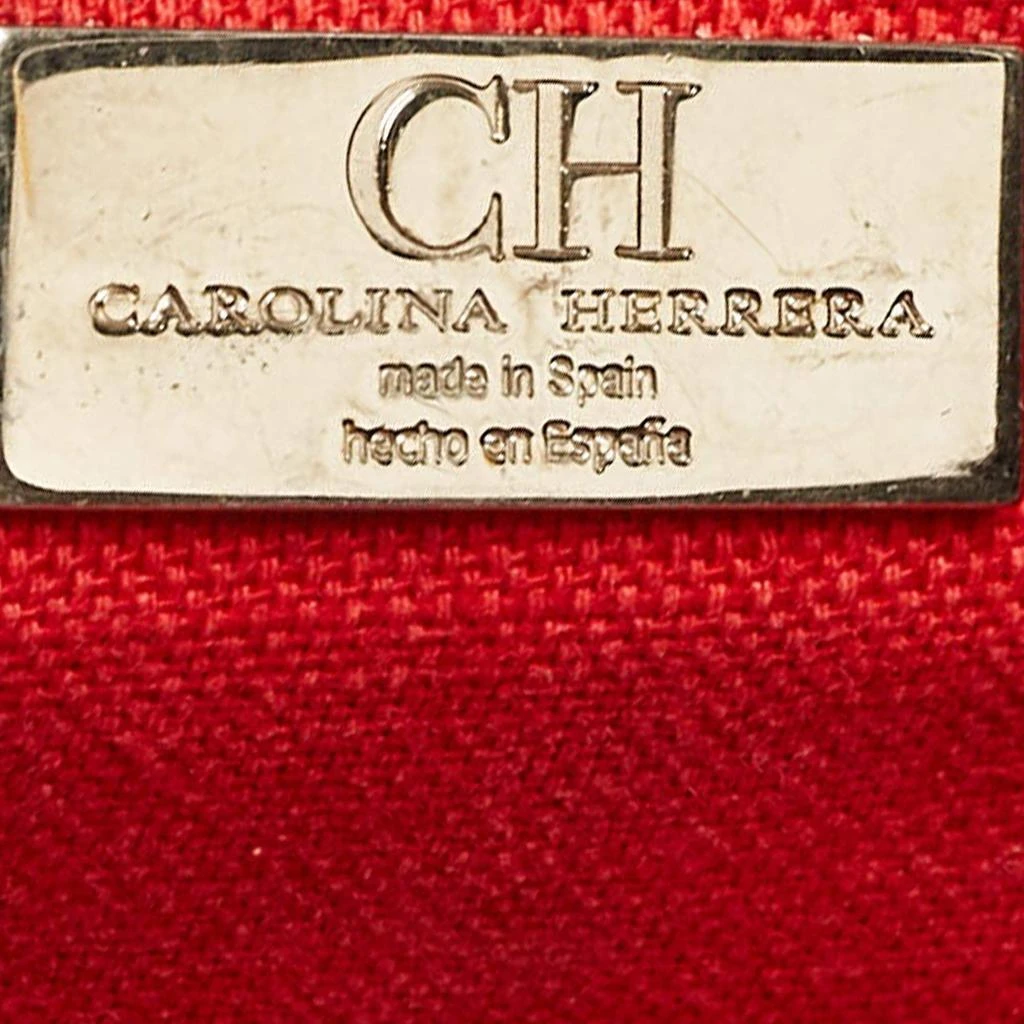 CH
CAROLINA HERRERA
made in Spain
hecho en España